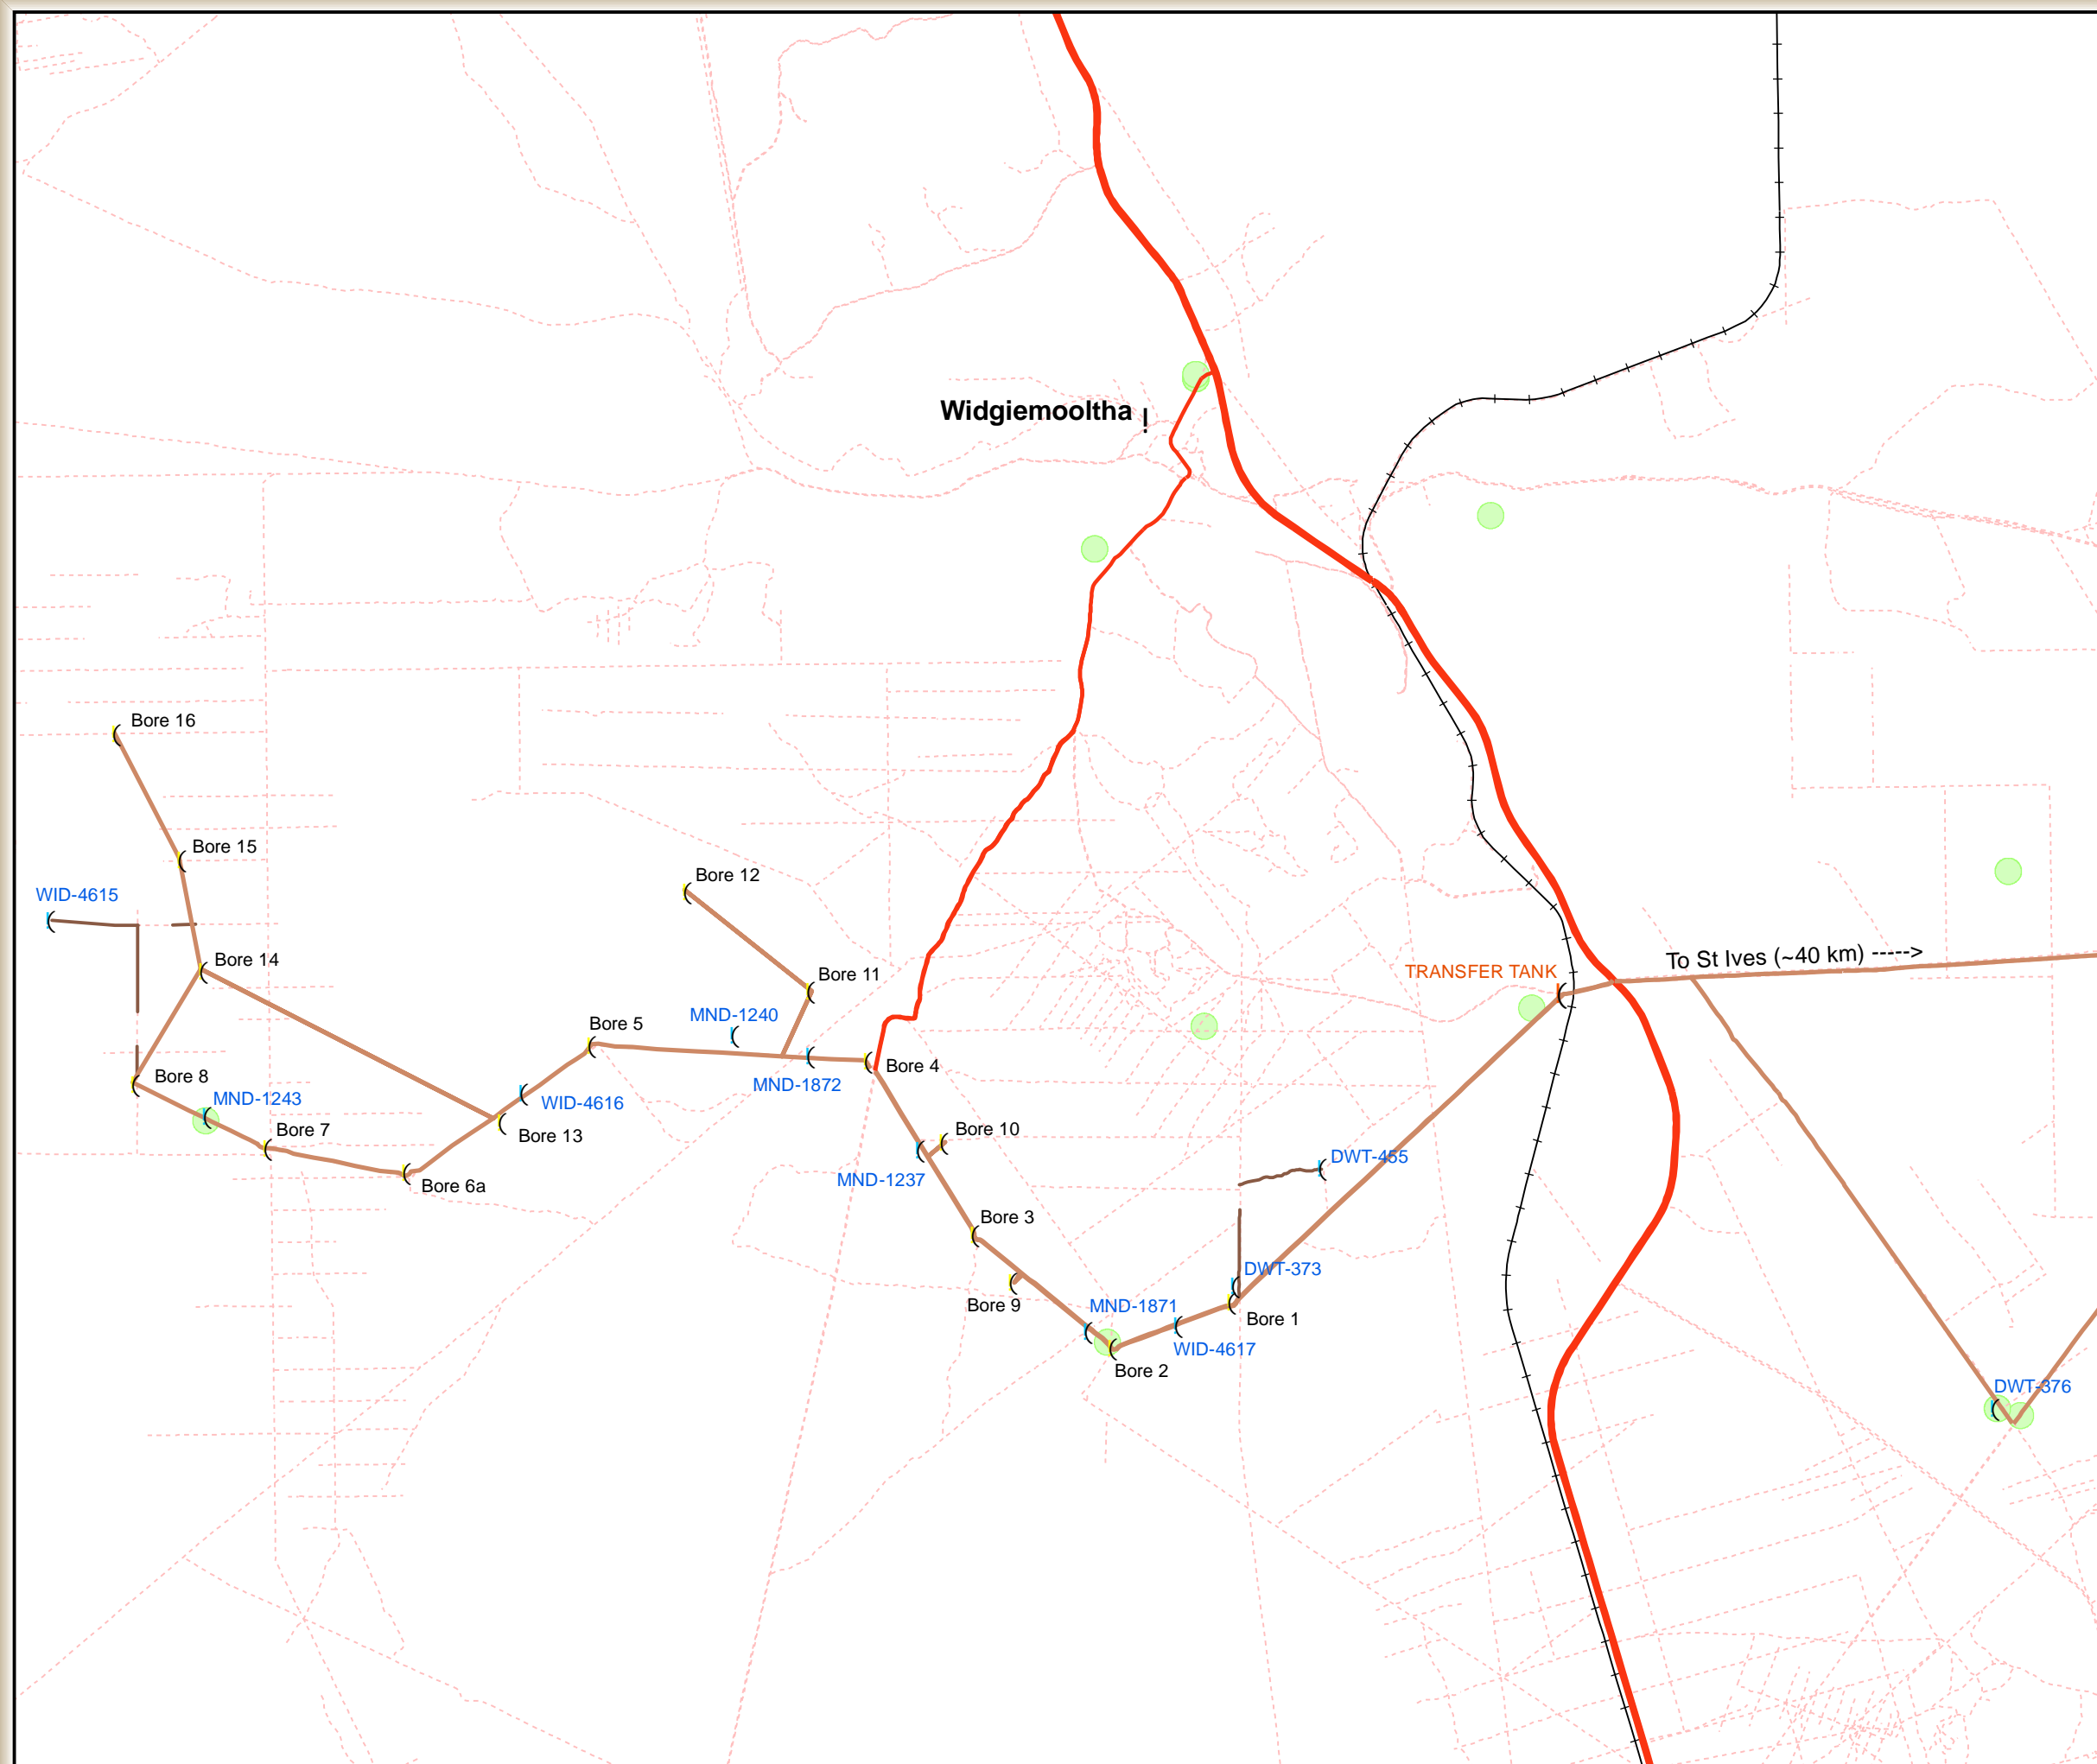 Widgiemooltha
Bore 16
Bore 15
Bore 12
WID-4615
To St Ives (~40 km) ----->
Bore 14
TRANSFER TANK
Bore 11
MND-1240
Bore 5
Bore 4
Bore 8
MND-1872
MND-1243
WID-4616
Bore 7
Bore 13
Bore 10
DWT-455
MND-1237
Bore 6a
Bore 3
DWT-373
Bore 9
MND-1871
Bore 1
WID-4617
Bore 2
DWT-376